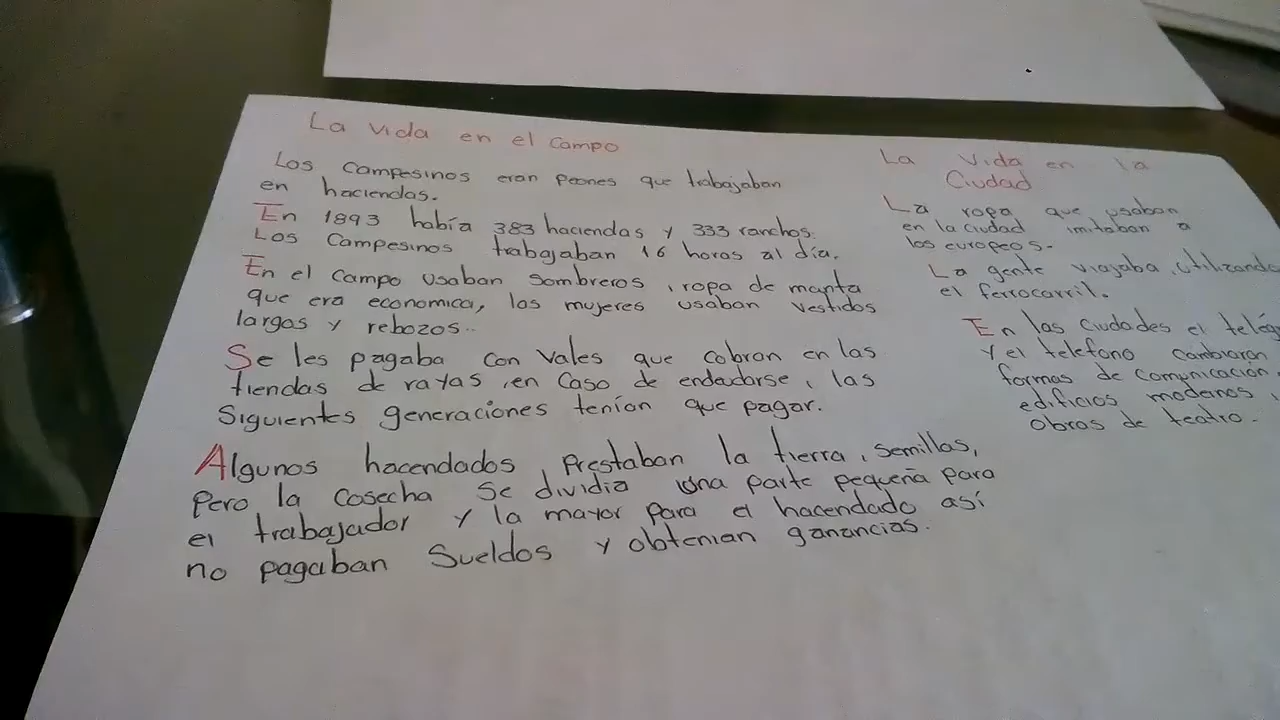 La vida en el campo
Los campesinos eran peones que trabajaban
en haciendas.
En 1893 había 383 haciendas y 333 ranchos.
Los campesinos trabajaban 16 horas al día.
En el campo usaban sombreros, ropa de manta
que era economica, las mujeres usaban vestidos
largos y rebozos..
Se les pagaba con vales que cobran en las
tiendas de rayas, en caso de endeudarse, las
siguientes generaciones tenían que pagar.
Algunos hacendados, prestaban la tierra, semillas,
pero la cosecha se dividia una parte pequeña para
el trabajador y la mayor para el hacendado así
no pagaban sueldos y obtenian ganancias.
La vida en la
Ciudad
La ropa que usaban
en la ciudad imitaban a
los europeos.
La gente viajaba, utilizando
el ferrocarril.
En las ciudades el
y el telefono cambiaron
formas de comunicación,
edificios modernos,
obras de teatro.